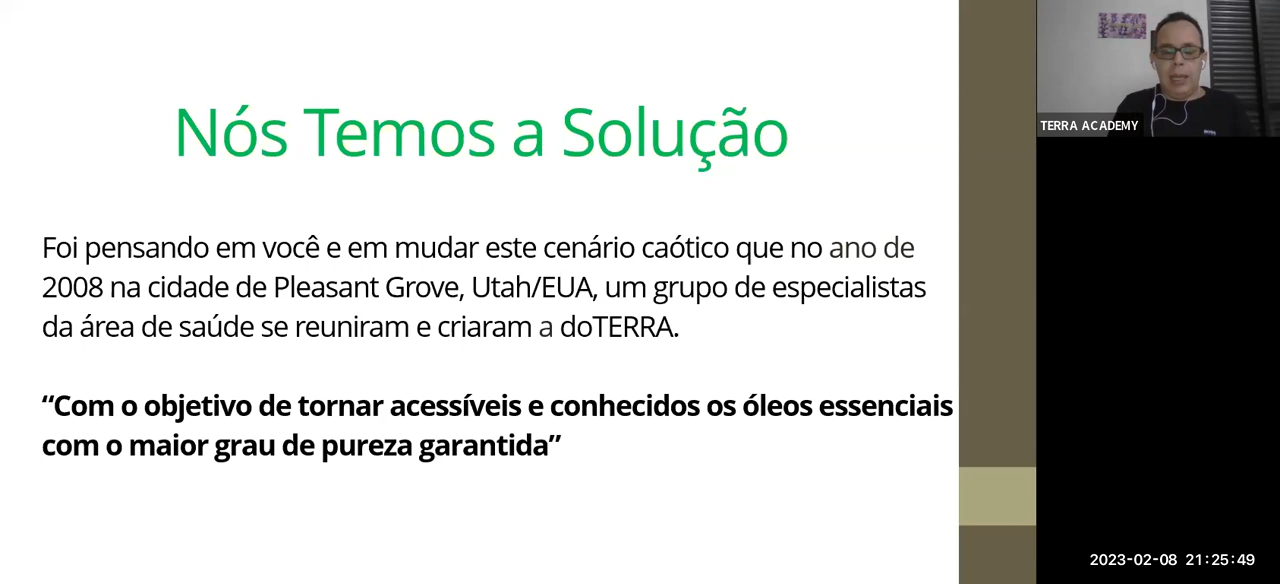 Nós Temos a Solução
Foi pensando em você e em mudar este cenário caótico que no ano de
2008 na cidade de Pleasant Grove, Utah/EUA, um grupo de especialistas
da área de saúde se reuniram e criaram a doTERRA.
“Com o objetivo de tornar acessíveis e conhecidos os óleos essenciais
com o maior grau de pureza garantida”
TERRA ACADEMY
2023-02-08 21:25:49